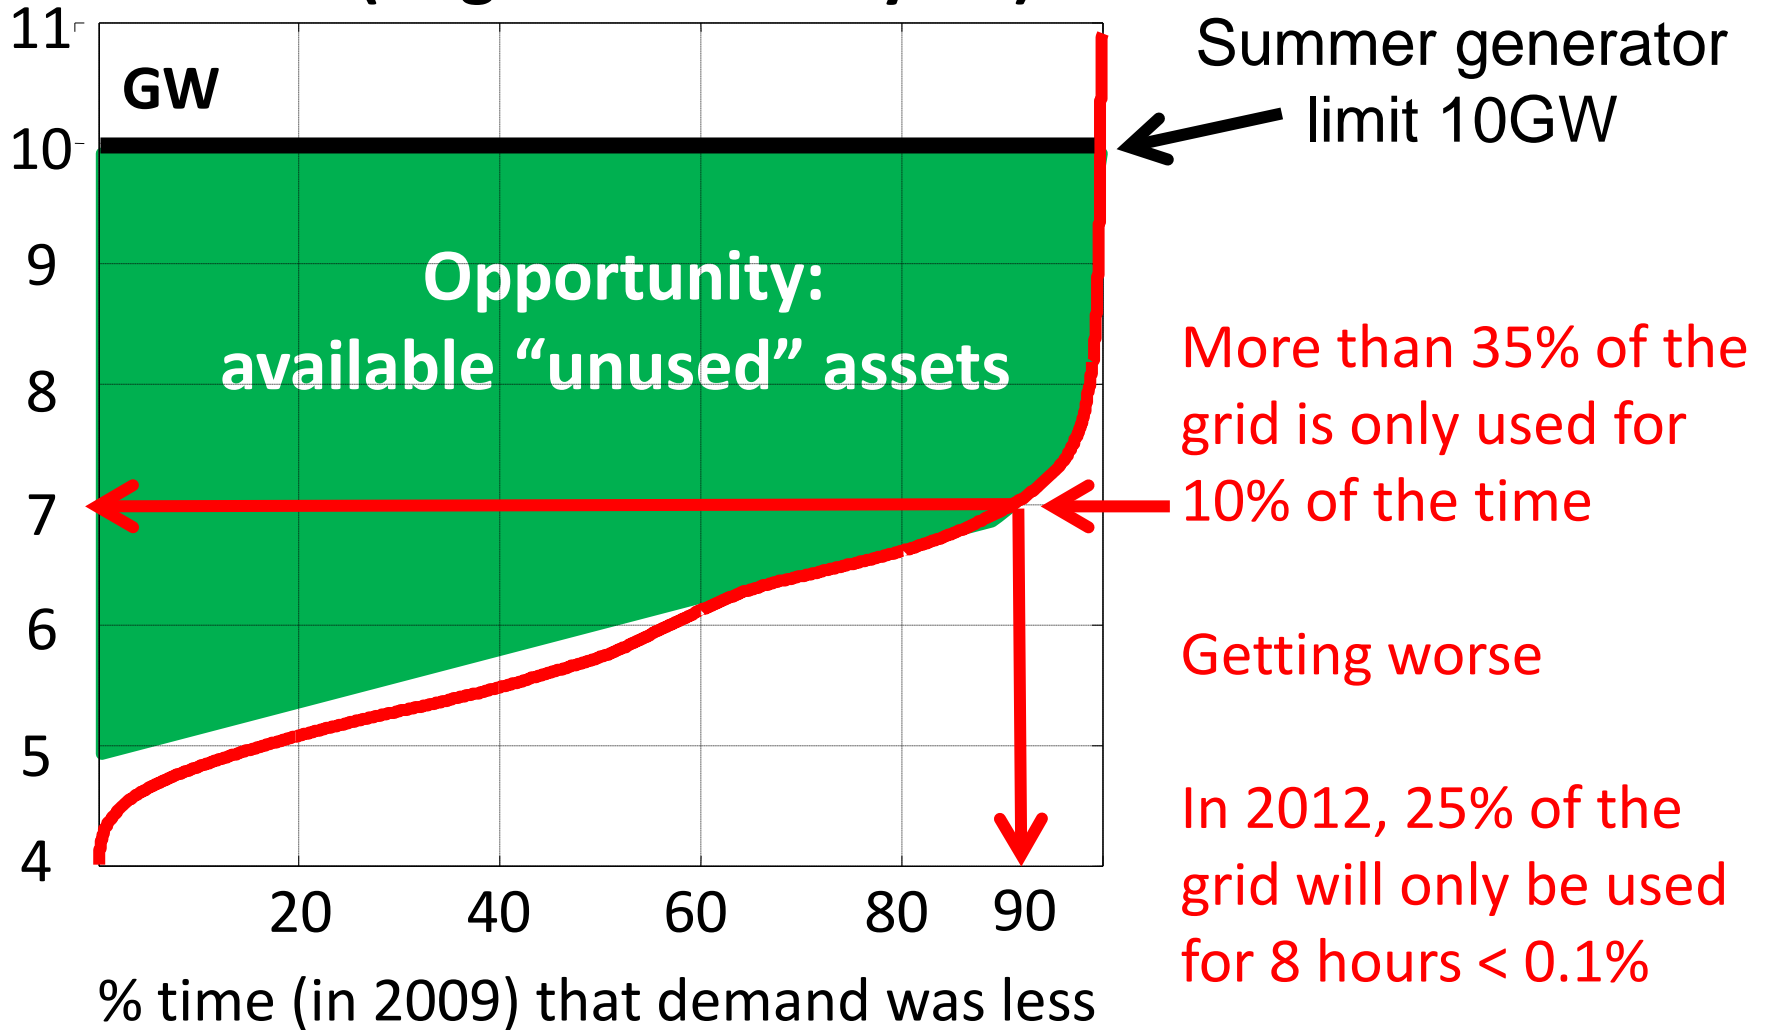 11
GW
10
9
8
7
6
5
4
20 40 60 80 90
% time (in 2009) that demand was less
Opportunity:
available “unused” assets
Summer generator
limit 10GW
More than 35% of the
grid is only used for
10% of the time
Getting worse
In 2012, 25% of the
grid will only be used
for 8 hours < 0.1%